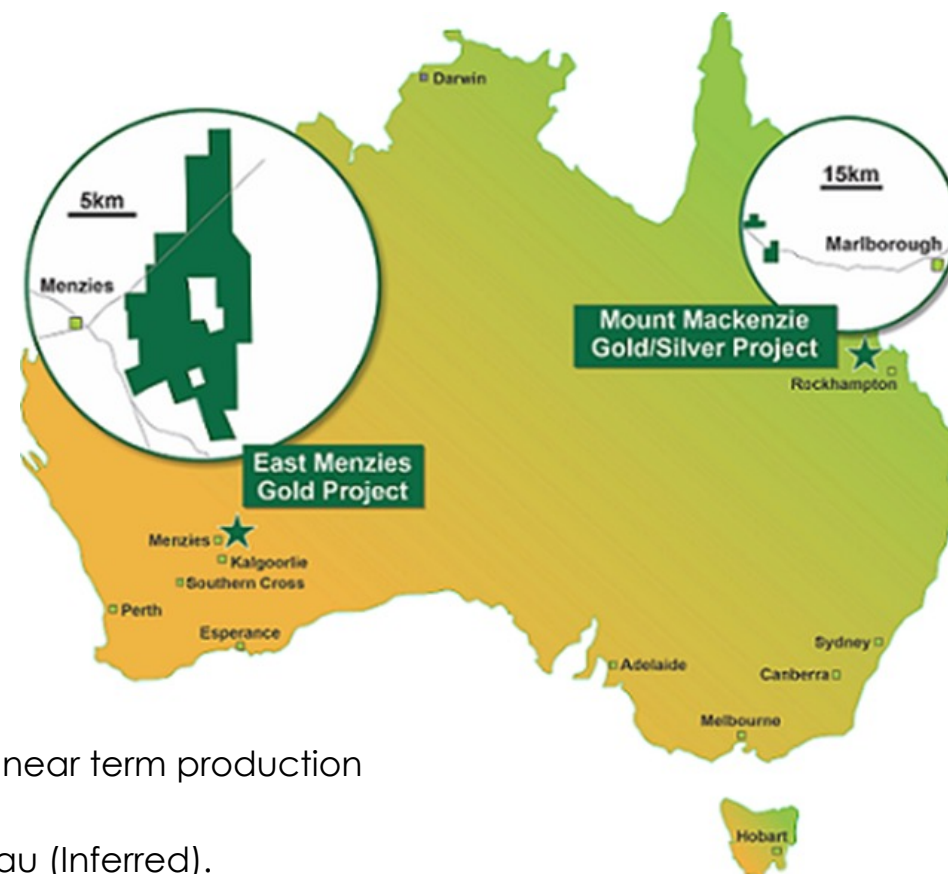 Darwin
5km
Menzies
15km
Marlborough
Mount Mackenzie
Gold/Silver Project
Rockhampton
East Menzies
Gold Project
Menzies
Kalgoorlie
Southern Cross
Perth
Esperance
Sydney
Adelaide
Canberra
Melbourne
near term production
Hobart
au (Inferred).